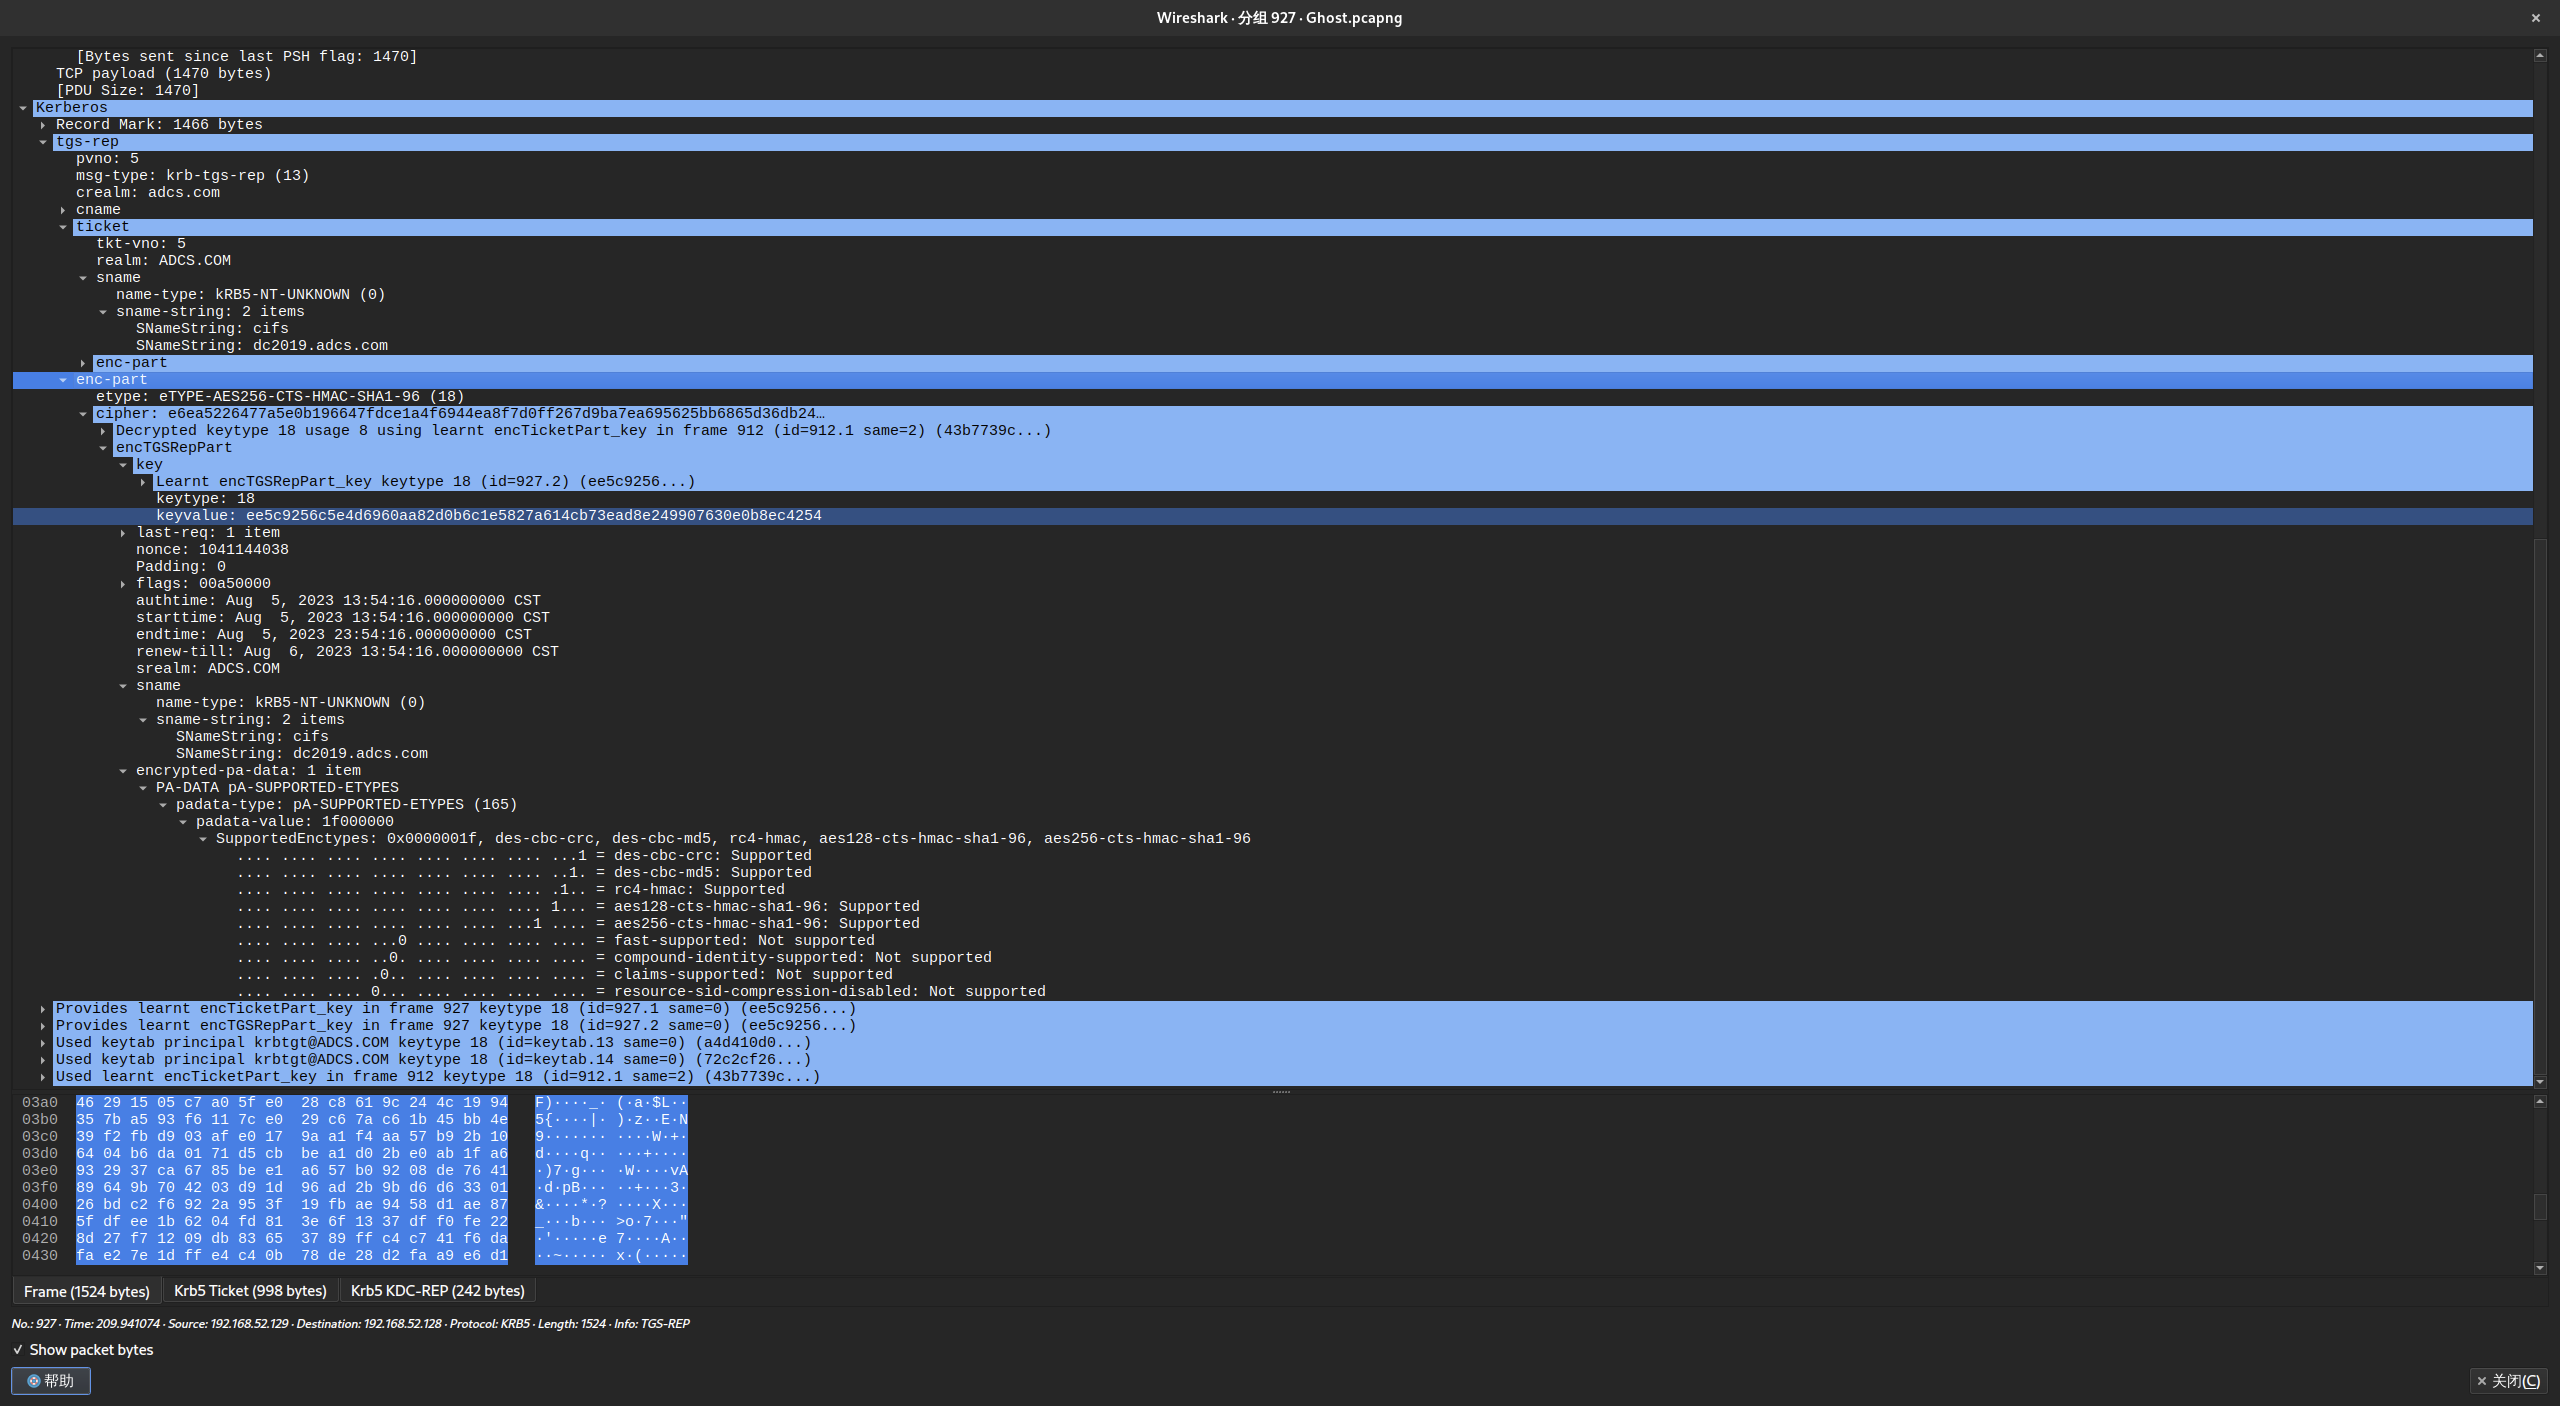 Wireshark · 分组 927 · Ghost.pcapng
[Bytes sent since last PSH flag: 1470]
TCP payload (1470 bytes)
[PDU Size: 1470]
Kerberos
Record Mark: 1466 bytes
tgs-rep
pvno: 5
msg-type: krb-tgs-rep (13)
crealm: adcs.com
cname
ticket
tkt-vno: 5
realm: ADCS.COM
sname
name-type: kRB5-NT-UNKNOWN (0)
sname-string: 2 items
SNameString: cifs
SNameString: dc2019.adcs.com
enc-part
enc-part
etype: eTYPE-AES256-CTS-HMAC-SHA1-96 (18)
cipher: e6ea5226477a5e0b196647fdce1a4f6944ea8f7d0ff267d9ba7ea695625bb6865d36db24…
Decrypted keytype 18 usage 8 using learnt encTicketPart_key in frame 912 (id=912.1 same=2) (43b7739c...)
encTGSRepPart
key
Learnt encTGSRepPart_key keytype 18 (id=927.2) (ee5c9256...)
keytype: 18
keyvalue: ee5c9256c5e4d6960aa82d0b6c1e5827a614cb73ead8e249907630e0b8ec4254
last-req: 1 item
nonce: 1041144038
Padding: 0
flags: 00a50000
authtime: Aug  5, 2023 13:54:16.000000000 CST
starttime: Aug  5, 2023 13:54:16.000000000 CST
endtime: Aug  5, 2023 23:54:16.000000000 CST
renew-till: Aug  6, 2023 13:54:16.000000000 CST
srealm: ADCS.COM
sname
name-type: kRB5-NT-UNKNOWN (0)
sname-string: 2 items
SNameString: cifs
SNameString: dc2019.adcs.com
encrypted-pa-data: 1 item
PA-DATA pA-SUPPORTED-ETYPES
padata-type: pA-SUPPORTED-ETYPES (165)
padata-value: 1f000000
SupportedEnctypes: 0x0000001f, des-cbc-crc, des-cbc-md5, rc4-hmac, aes128-cts-hmac-sha1-96, aes256-cts-hmac-sha1-96
.... .... .... .... .... .... .... ...1 = des-cbc-crc: Supported
.... .... .... .... .... .... .... ..1. = des-cbc-md5: Supported
.... .... .... .... .... .... .... .1.. = rc4-hmac: Supported
.... .... .... .... .... .... .... 1... = aes128-cts-hmac-sha1-96: Supported
.... .... .... .... .... .... ...1 .... = aes256-cts-hmac-sha1-96: Supported
.... .... .... ...0 .... .... .... .... = fast-supported: Not supported
.... .... .... ..0. .... .... .... .... = compound-identity-supported: Not supported
.... .... .... .0.. .... .... .... .... = claims-supported: Not supported
.... .... .... 0... .... .... .... .... = resource-sid-compression-disabled: Not supported
Provides learnt encTicketPart_key in frame 927 keytype 18 (id=927.1 same=0) (ee5c9256...)
Provides learnt encTGSRepPart_key in frame 927 keytype 18 (id=927.2 same=0) (ee5c9256...)
Used keytab principal krbtgt@ADCS.COM keytype 18 (id=keytab.13 same=0) (a4d410d0...)
Used keytab principal krbtgt@ADCS.COM keytype 18 (id=keytab.14 same=0) (72c2cf26...)
Used learnt encTicketPart_key in frame 912 keytype 18 (id=912.1 same=2) (43b7739c...)
03a0  46 29 15 05 c7 a0 5f e0  28 c8 61 9c 24 4c 19 94  F)····_· (·a·$L··
03b0  35 7b a5 93 f6 11 7c e0  29 c6 7a c6 1b 45 bb 4e  5{····|· )·z··E·N
03c0  39 f2 fb d9 03 af e0 17  9a a1 f4 aa 57 b9 2b 10  9······· ····W·+·
03d0  64 04 b6 da 01 71 d5 cb  be a1 d0 2b e0 ab 1f a6  d····q·· ···+····
03e0  93 29 37 ca 67 85 be e1  a6 57 b0 92 08 de 76 41  ·)7·g··· ·W····vA
03f0  89 64 9b 70 42 03 d9 1d  96 ad 2b 9b d6 d6 33 01  ·d·pB··· ··+···3·
0400  26 bd c2 f6 92 2a 95 3f  19 fb ae 94 58 d1 ae 87  &····*·? ····X···
0410  5f df ee 1b 62 04 fd 81  3e 6f 13 37 df f0 fe 22  _···b··· >o·7···"
0420  8d 27 f7 12 09 db 83 65  37 89 ff c4 c7 41 f6 da  ·'·····e 7····A··
0430  fa e2 7e 1d ff e4 c4 0b  78 de 28 d2 fa a9 e6 d1  ··~····· x·(·····
Frame (1524 bytes)  Krb5 Ticket (998 bytes)  Krb5 KDC-REP (242 bytes)
No.: 927 · Time: 209.941074 · Source: 192.168.52.129 · Destination: 192.168.52.128 · Protocol: KRB5 · Length: 1524 · Info: TGS-REP
Show packet bytes
帮助  关闭(C)